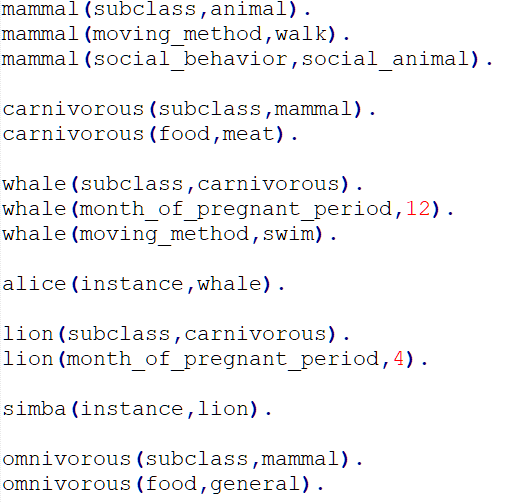 mammal(subclass,animal).
mammal(moving_method,walk).
mammal(social_behavior,social_animal).
carnivorous(subclass,mammal).
carnivorous(food,meat).
whale(subclass,carnivorous).
whale(month_of_pregnant_period,12).
whale(moving_method,swim).
alice(instance,whale).
lion(subclass,carnivorous).
lion(month_of_pregnant_period,4).
simba(instance,lion).
omnivorous(subclass,mammal).
omnivorous(food,general).